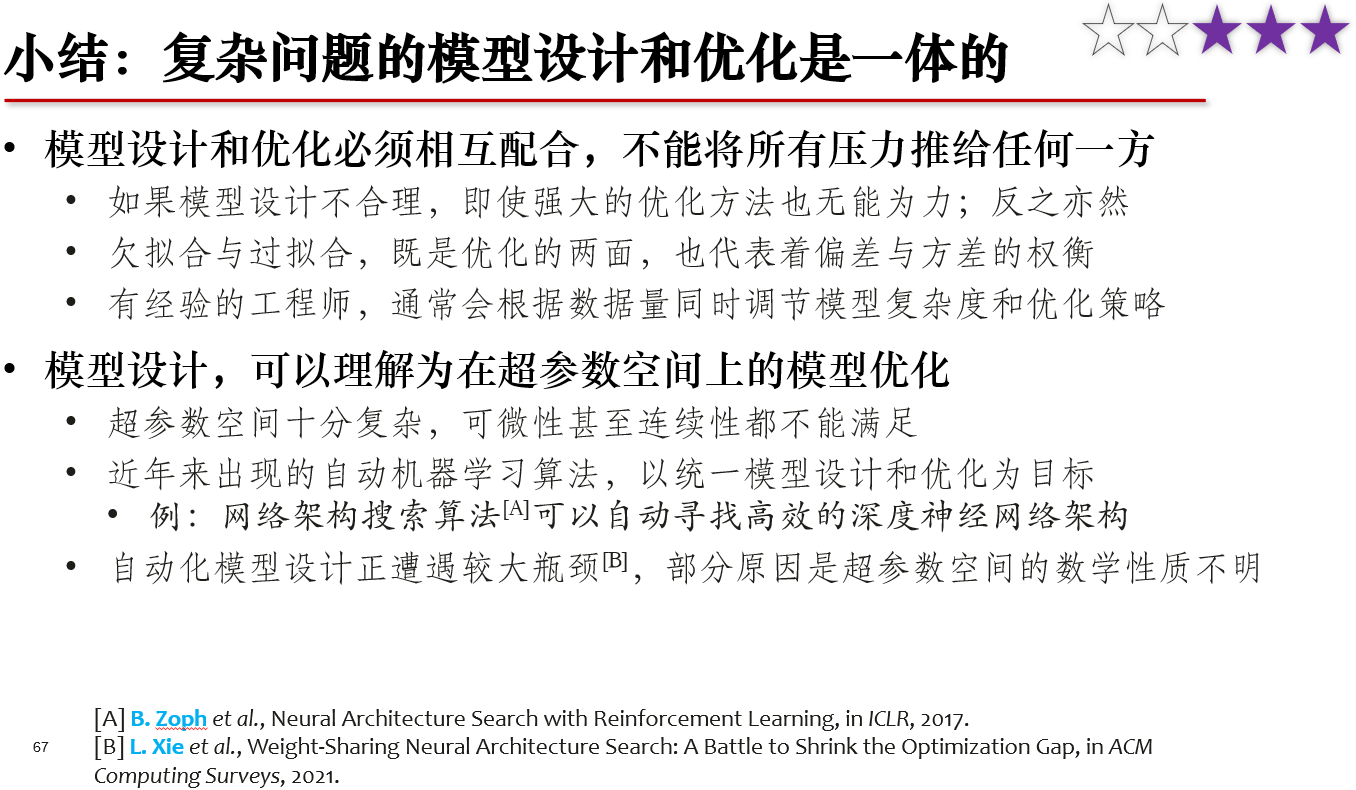 小结：复杂问题的模型设计和优化是一体的
• 模型设计和优化必须相互配合，不能将所有压力推给任何一方
• 如果模型设计不合理，即使强大的优化方法也无能为力；反之亦然
• 欠拟合与过拟合，既是优化的两面，也代表着偏差与方差的权衡
• 有经验的工程师，通常会根据数据量同时调节模型复杂度和优化策略
• 模型设计，可以理解为在超参数空间上的模型优化
• 超参数空间十分复杂，可微性甚至连续性都不能满足
• 近年来出现的自动机器学习算法，以统一模型设计和优化为目标
• 例：网络架构搜索算法[A]可以自动寻找高效的深度神经网络架构
• 自动化模型设计正遭遇较大瓶颈[B]，部分原因是超参数空间的数学性质不明
[A] B. Zoph et al., Neural Architecture Search with Reinforcement Learning, in ICLR, 2017.
67
[B] L. Xie et al., Weight-Sharing Neural Architecture Search: A Battle to Shrink the Optimization Gap, in ACM
Computing Surveys, 2021.